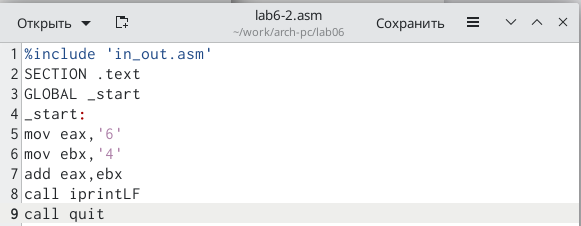 Открыть
lab6-2.asm
~/work/arch-pc/lab06
Сохранить
1 %include 'in_out.asm'
2 SECTION .text
3 GLOBAL _start
4 _start:
5 mov eax,'6'
6 mov ebx,'4'
7 add eax,ebx
8 call iprintLF
9 call quit